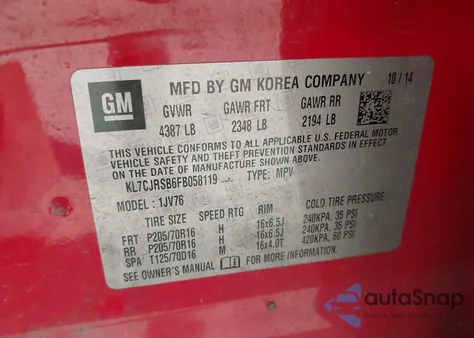 GM
MFD BY GM KOREA COMPANY 10/14
GVWR GAWR FRT GAWR RR
4387 LB 2348 LB 2194 LB
THIS VEHICLE CONFORMS TO ALL APPLICABLE U.S. FEDERAL MOTOR
VEHICLE SAFETY AND THEFT PREVENTION STANDARDS IN EFFECT
ON THE DATE OF MANUFACTURE SHOWN ABOVE.
KL7CJRSB6FB058119 TYPE: MPV
MODEL: 1JV76
TIRE SIZE SPEED RTG RIM COLD TIRE PRESSURE
FRT P205/70R16 H 16x6.5J 240KPA, 35 PSI
RR P205/70R16 H 16x6.5J 240KPA, 35 PSI
SPA T125/70D16 M 16x4.0T 420KPA, 60 PSI
SEE OWNER'S MANUAL FOR MORE INFORMATION
autoSnap